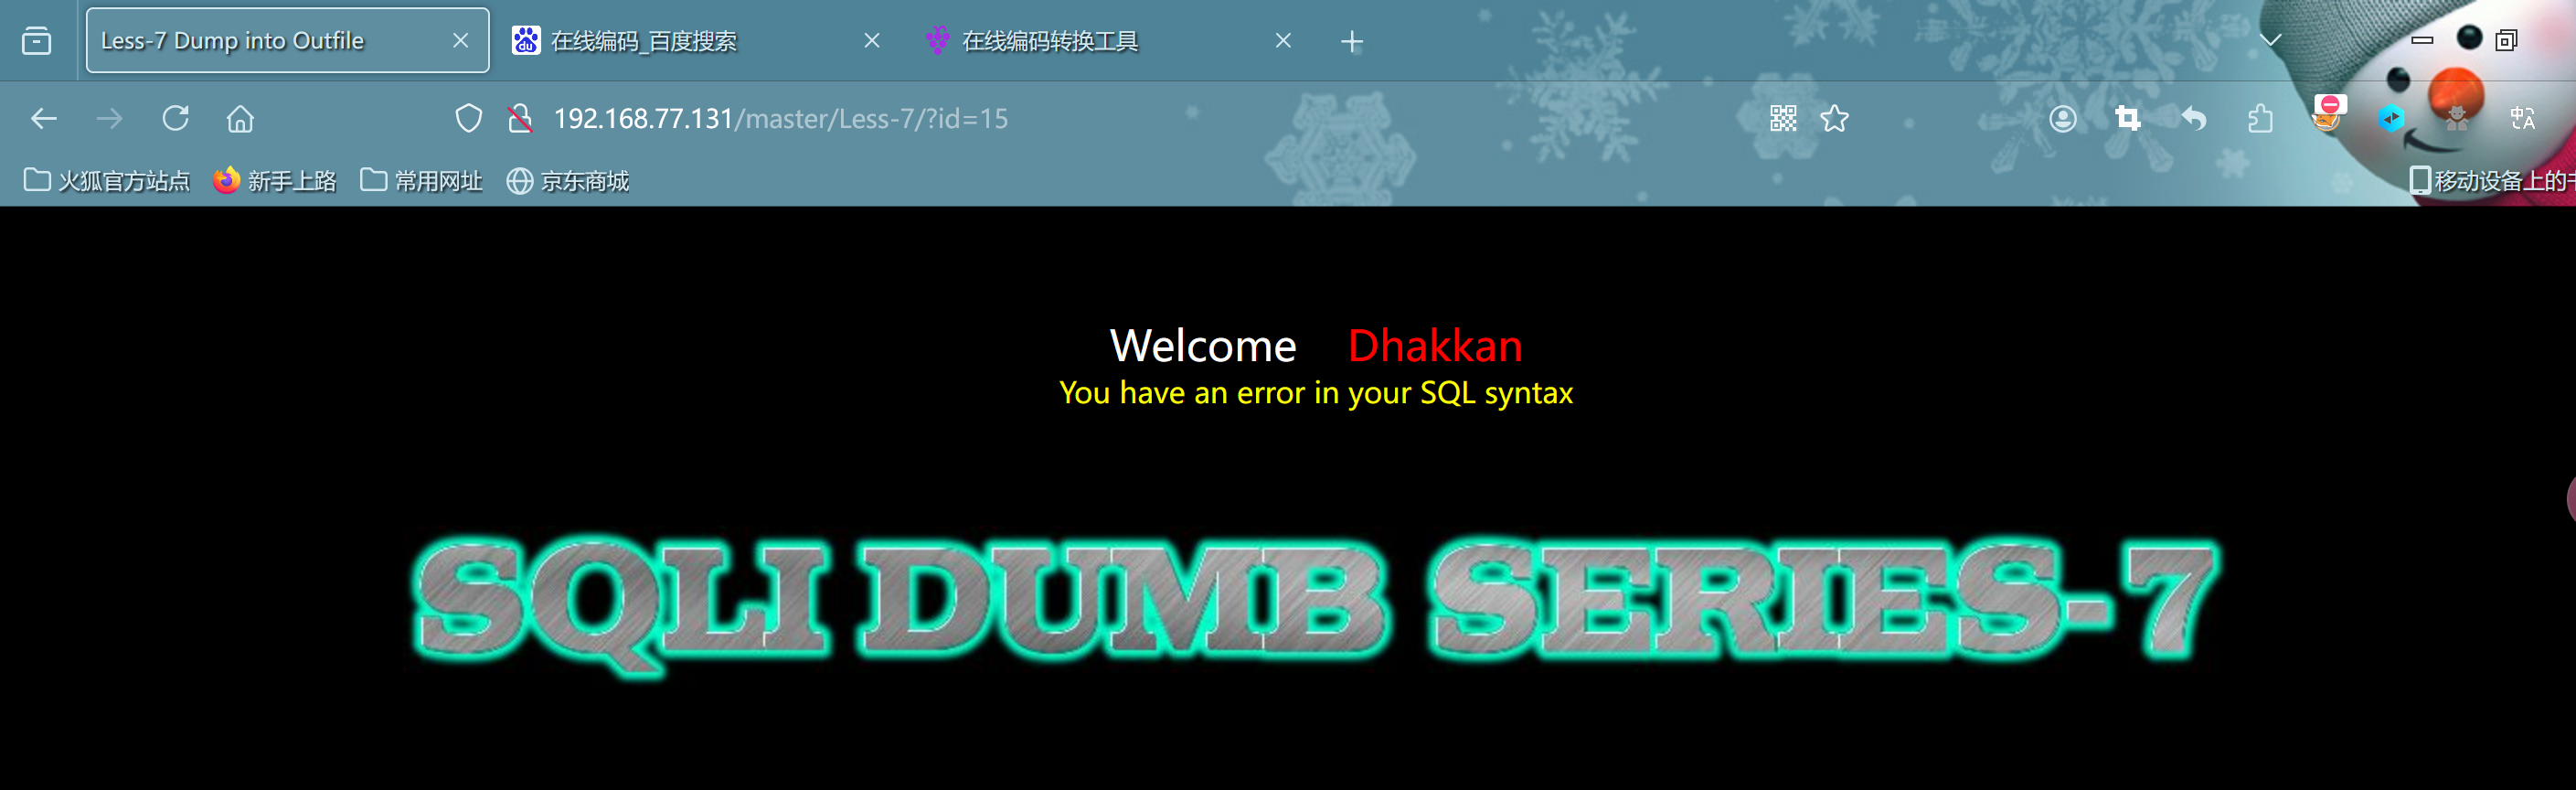 Less-7 Dump into Outfile
du
在线编码_百度搜索
在线编码转换工具
192.168.77.131/master/Less-7/?id=15
火狐官方站点
新手上路
常用网址
京东商城
移动设备上的
Welcome Dhakkan
You have an error in your SQL syntax
SQLI DUMB SERIES-7